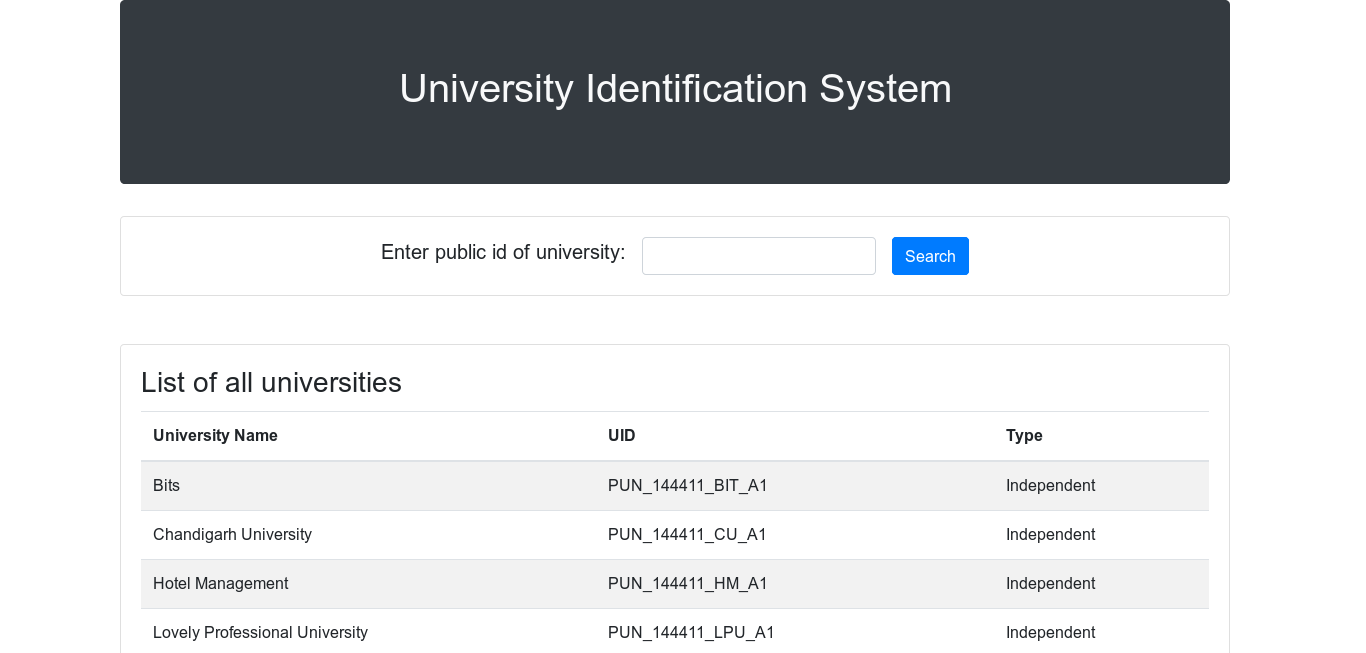 University Identification System
Enter public id of university: Search
List of all universities
University Name UID Type
Bits PUN_144411_BIT_A1 Independent
Chandigarh University PUN_144411_CU_A1 Independent
Hotel Management PUN_144411_HM_A1 Independent
Lovely Professional University PUN_144411_LPU_A1 Independent